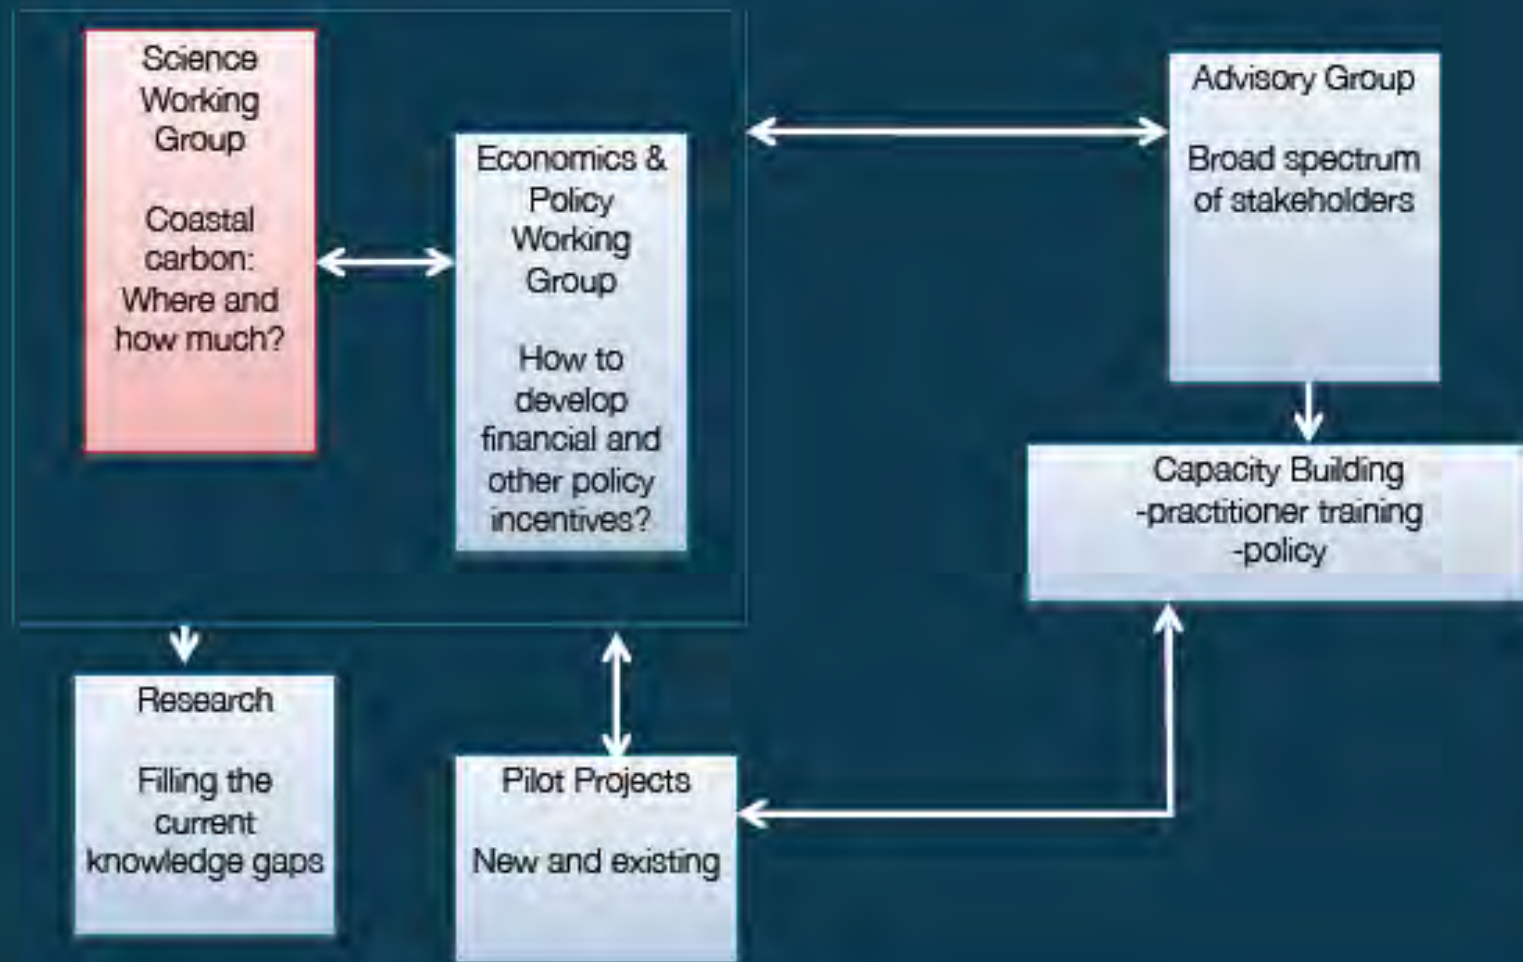 Science
Working
Group
Coastal
carbon:
Where and
how much?
Economics &
Policy
Working
Group
How to
develop
financial and
other policy
incentives?
Advisory Group
Broad spectrum
of stakeholders
Capacity Building
-practitioner training
-policy
Research
Filling the
current
knowledge gaps
Pilot Projects
New and existing